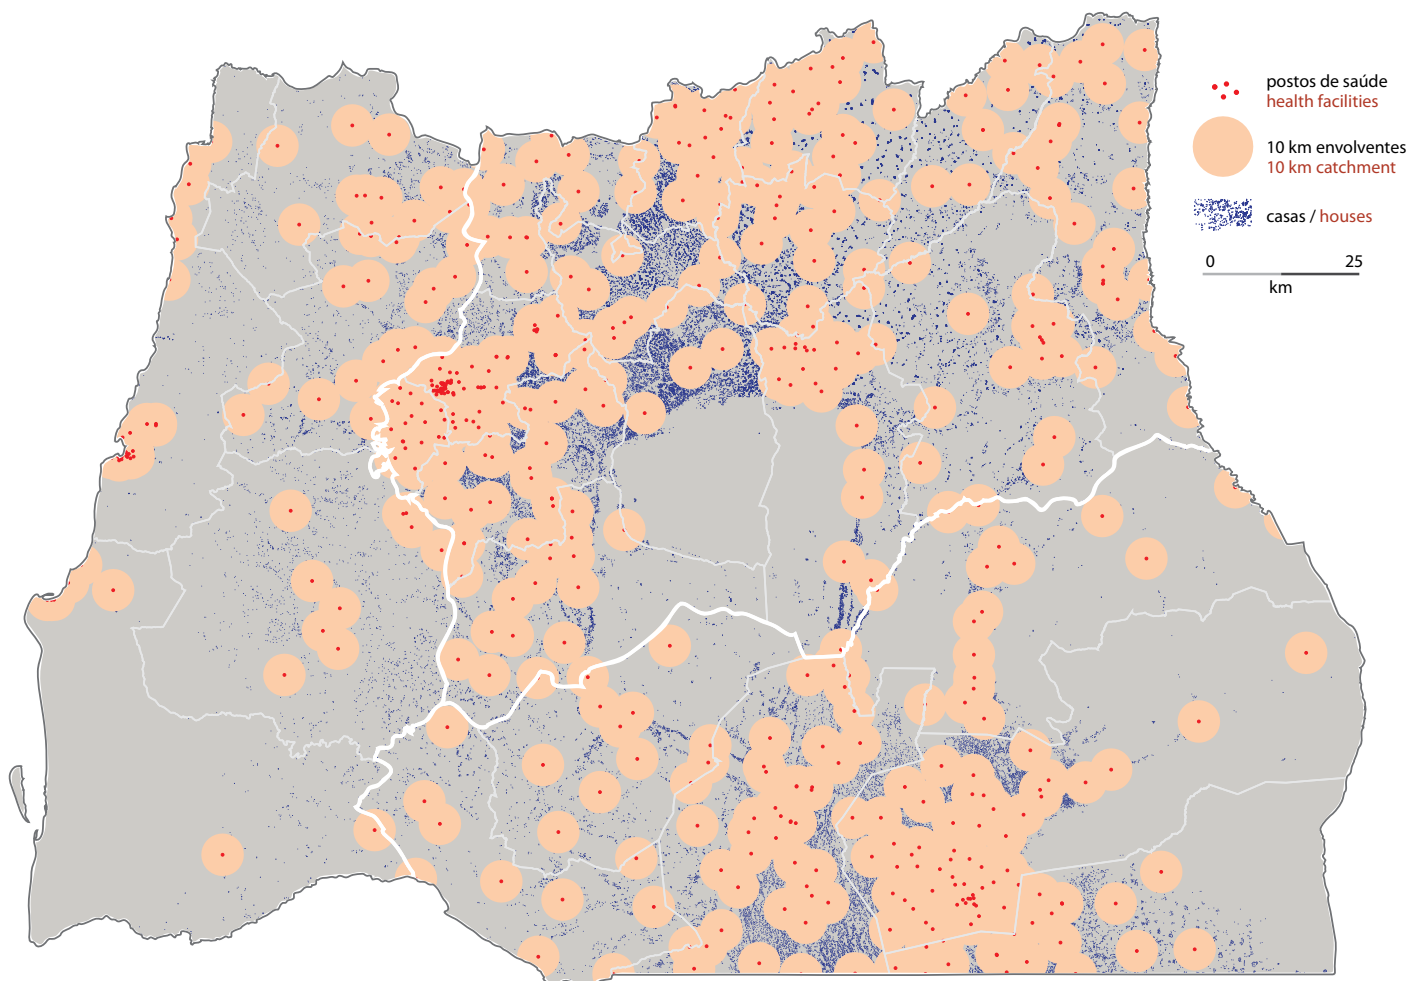 postos de saúde
health facilities
10 km envolventes
10 km catchment
casas / houses
0 25
km